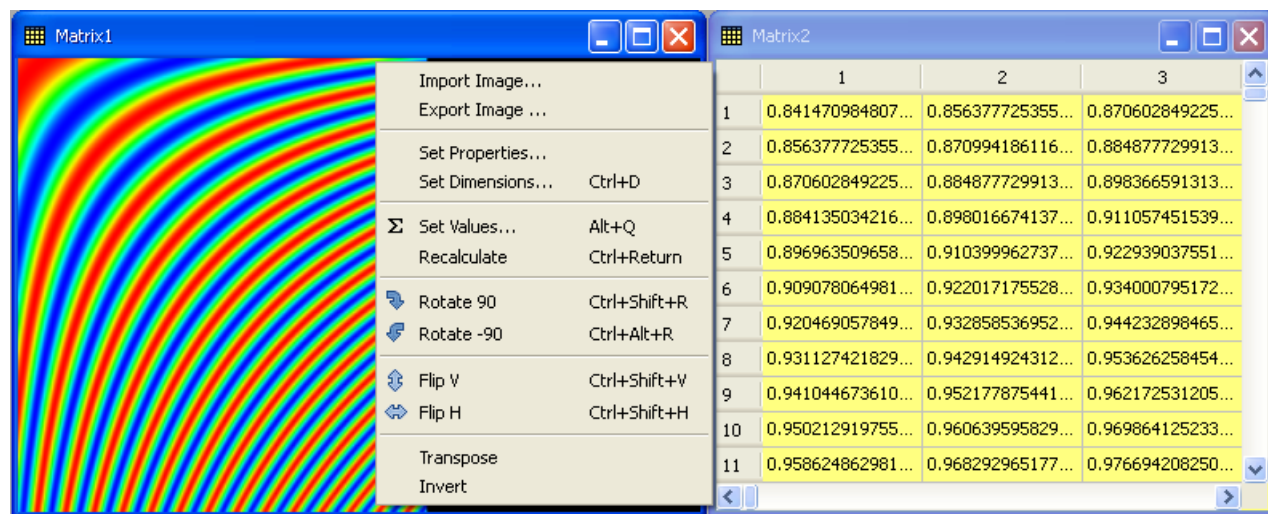 Matrix1
Import Image...
Export Image ...
Set Properties...
Set Dimensions... Ctrl+D
Σ Set Values... Alt+Q
Recalculate Ctrl+Return
Rotate 90 Ctrl+Shift+R
Rotate -90 Ctrl+Alt+R
Flip V Ctrl+Shift+V
Flip H Ctrl+Shift+H
Transpose
Invert
Matrix2
1 2 3
1 0.841470984807... 0.856377725355... 0.870602849225...
2 0.856377725355... 0.870994186116... 0.884877729913...
3 0.870602849225... 0.884877729913... 0.898366591313...
4 0.884135034216... 0.898016674137... 0.911057451539...
5 0.896963509658... 0.910399962737... 0.922939037551...
6 0.909078064981... 0.922017175528... 0.934000795172...
7 0.920469057849... 0.932858536952... 0.944232898465...
8 0.931127421829... 0.942914924312... 0.953626258454...
9 0.941044673610... 0.952177875441... 0.962172531205...
10 0.950212919755... 0.960639595829... 0.969864125233...
11 0.958624862981... 0.968292965177... 0.976694208250...